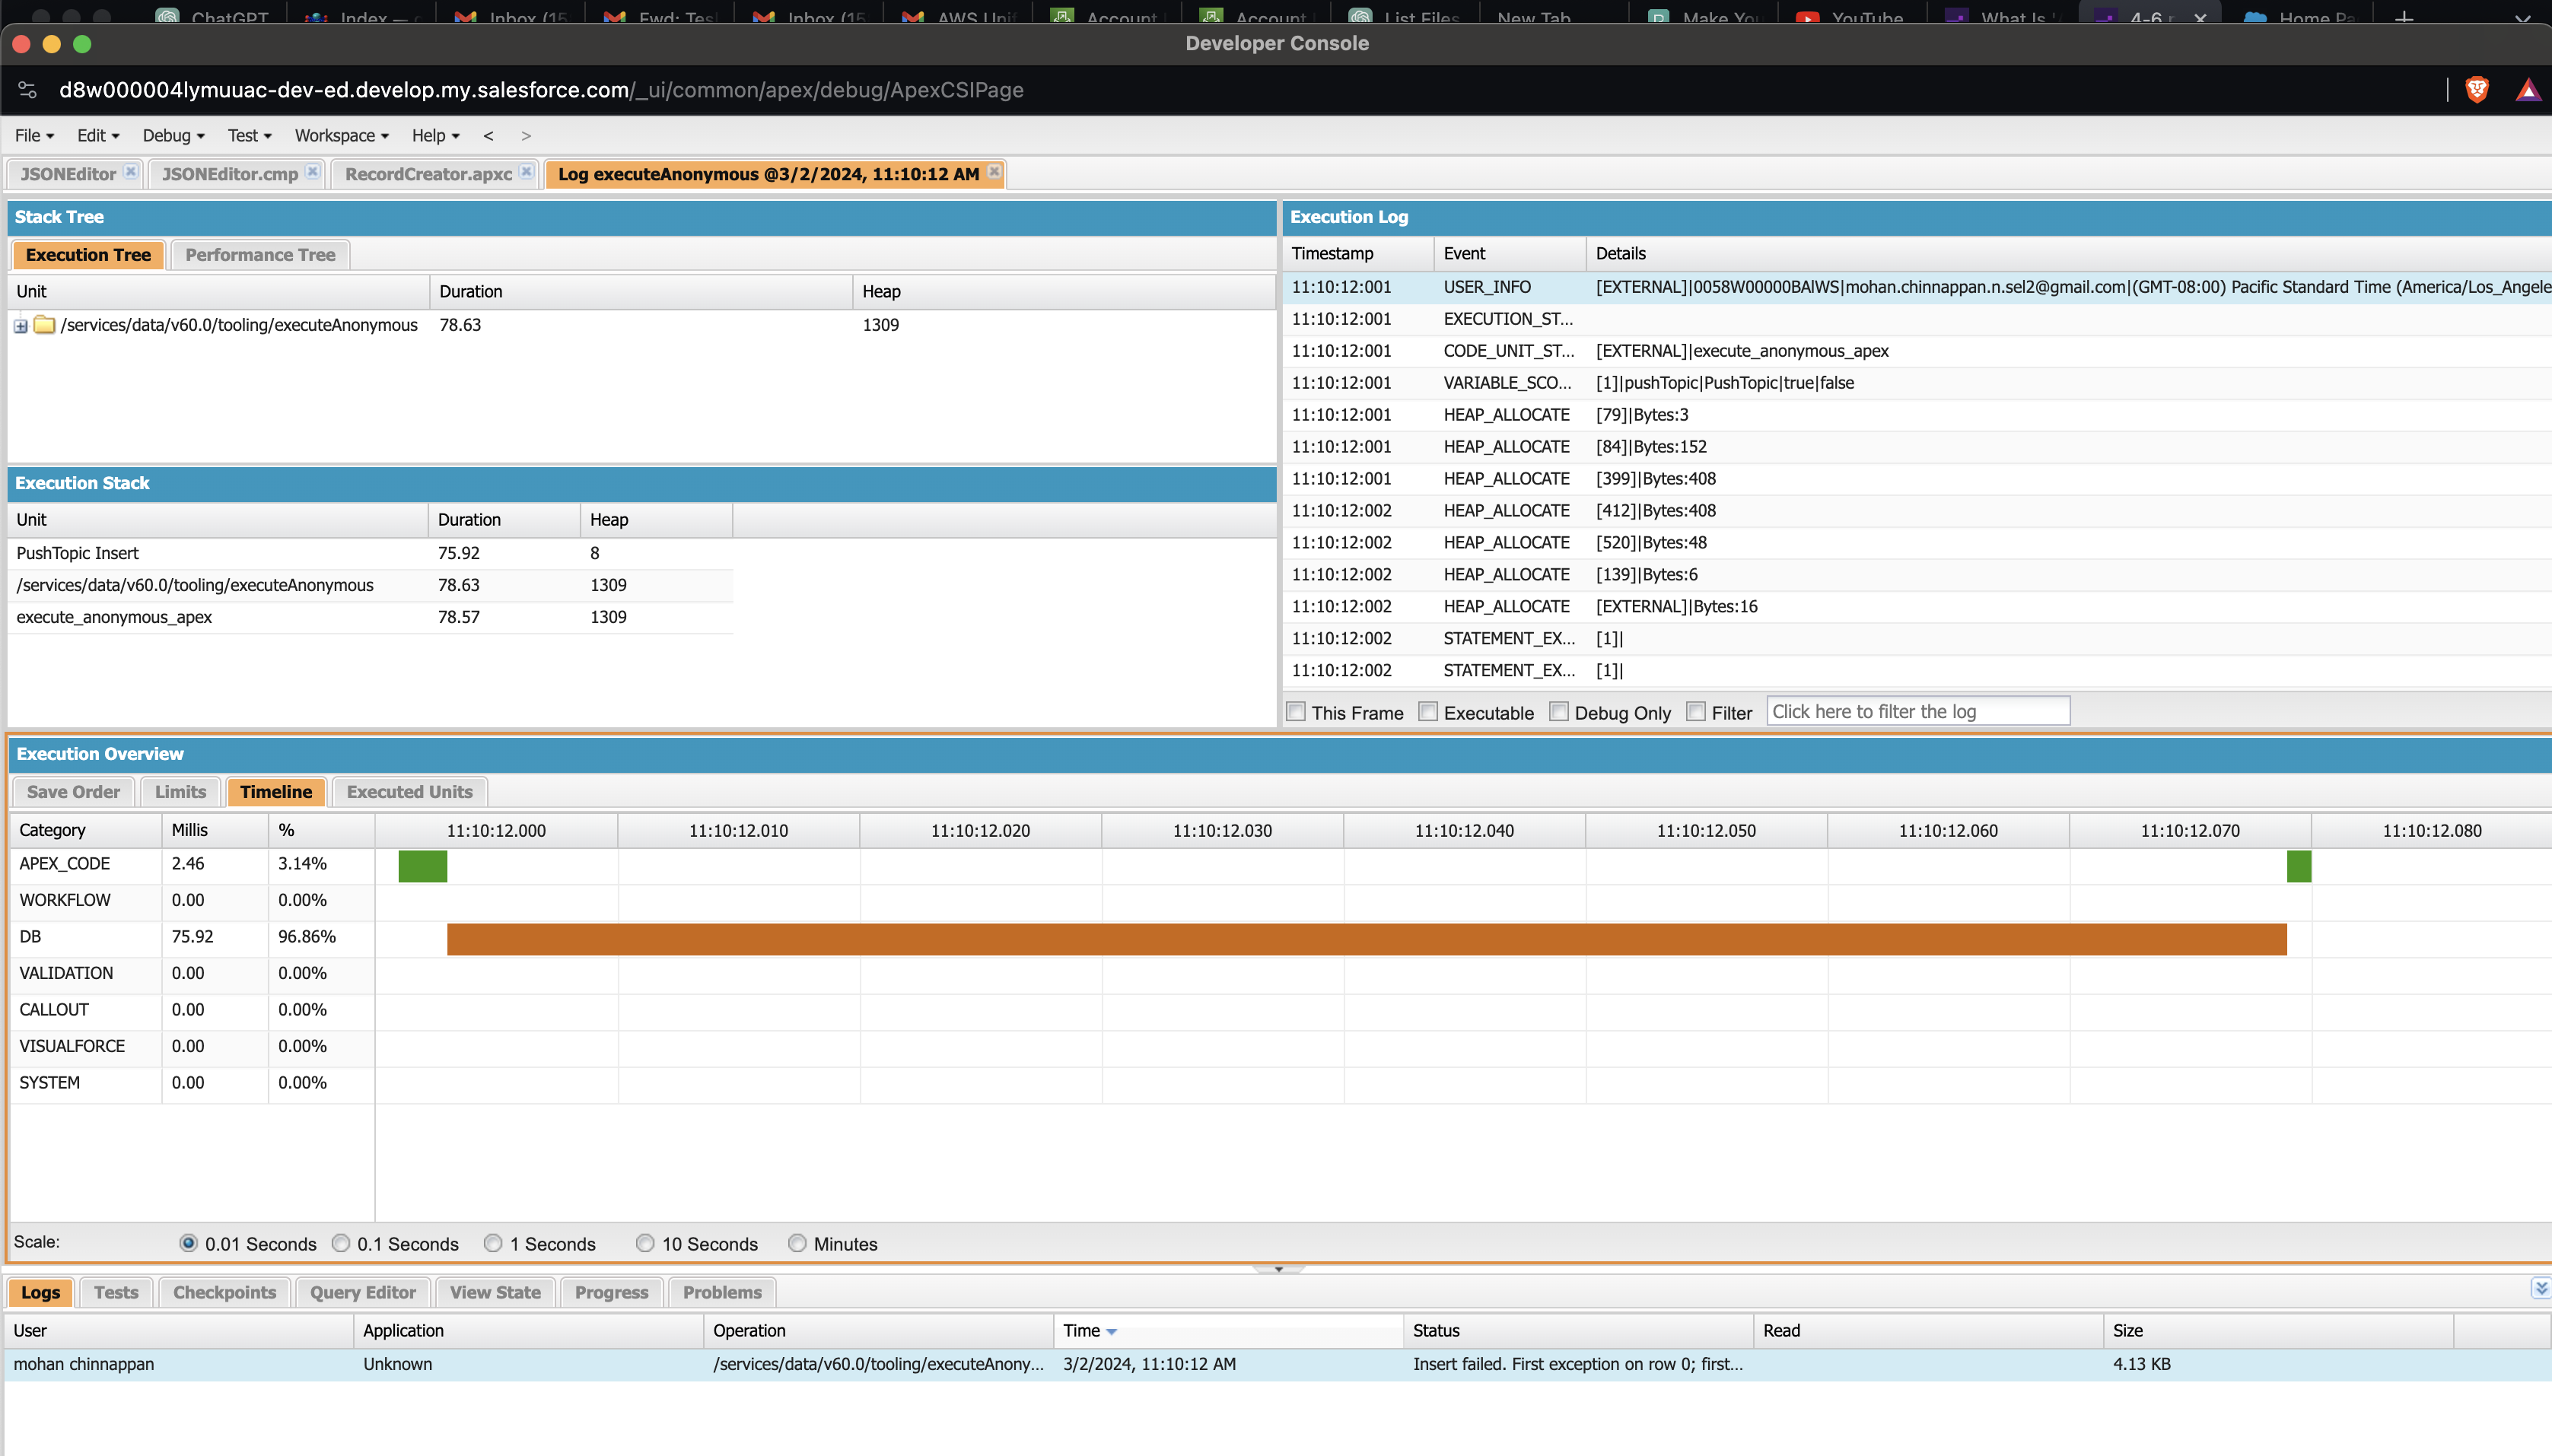 ChatGPT Index — Inbox (15 Fwd: Tes Inbox (15 AWS Unif Account Account List Files New Tab Make You YouTube What Is 4-6 Home Pa
Developer Console
d8w000004lymuuac-dev-ed.develop.my.salesforce.com/_ui/common/apex/debug/ApexCSIPage
File Edit Debug Test Workspace Help < >
JSONEditor JSONEditor.cmp RecordCreator.apxc Log executeAnonymous @3/2/2024, 11:10:12 AM
Stack Tree
Execution Tree Performance Tree
Unit Duration Heap
/services/data/v60.0/tooling/executeAnonymous 78.63 1309
Execution Stack
Unit Duration Heap
PushTopic Insert 75.92 8
/services/data/v60.0/tooling/executeAnonymous 78.63 1309
execute_anonymous_apex 78.57 1309
Execution Log
Timestamp Event Details
11:10:12:001 USER_INFO [EXTERNAL]|0058W00000BAlWS|mohan.chinnappan.n.sel2@gmail.com|(GMT-08:00) Pacific Standard Time (America/Los_Angele
11:10:12:001 EXECUTION_ST...
11:10:12:001 CODE_UNIT_ST... [EXTERNAL]|execute_anonymous_apex
11:10:12:001 VARIABLE_SCO... [1]|pushTopic|PushTopic|true|false
11:10:12:001 HEAP_ALLOCATE [79]|Bytes:3
11:10:12:001 HEAP_ALLOCATE [84]|Bytes:152
11:10:12:001 HEAP_ALLOCATE [399]|Bytes:408
11:10:12:002 HEAP_ALLOCATE [412]|Bytes:408
11:10:12:002 HEAP_ALLOCATE [520]|Bytes:48
11:10:12:002 HEAP_ALLOCATE [139]|Bytes:6
11:10:12:002 HEAP_ALLOCATE [EXTERNAL]|Bytes:16
11:10:12:002 STATEMENT_EX... [1]|
11:10:12:002 STATEMENT_EX... [1]|
This Frame Executable Debug Only Filter Click here to filter the log
Execution Overview
Save Order Limits Timeline Executed Units
Category Millis % 11:10:12.000 11:10:12.010 11:10:12.020 11:10:12.030 11:10:12.040 11:10:12.050 11:10:12.060 11:10:12.070 11:10:12.080
APEX_CODE 2.46 3.14%
WORKFLOW 0.00 0.00%
DB 75.92 96.86%
VALIDATION 0.00 0.00%
CALLOUT 0.00 0.00%
VISUALFORCE 0.00 0.00%
SYSTEM 0.00 0.00%
Scale: 0.01 Seconds 0.1 Seconds 1 Seconds 10 Seconds Minutes
Logs Tests Checkpoints Query Editor View State Progress Problems
User Application Operation Time Status Read Size
mohan chinnappan Unknown /services/data/v60.0/tooling/executeAnony... 3/2/2024, 11:10:12 AM Insert failed. First exception on row 0; first... 4.13 KB